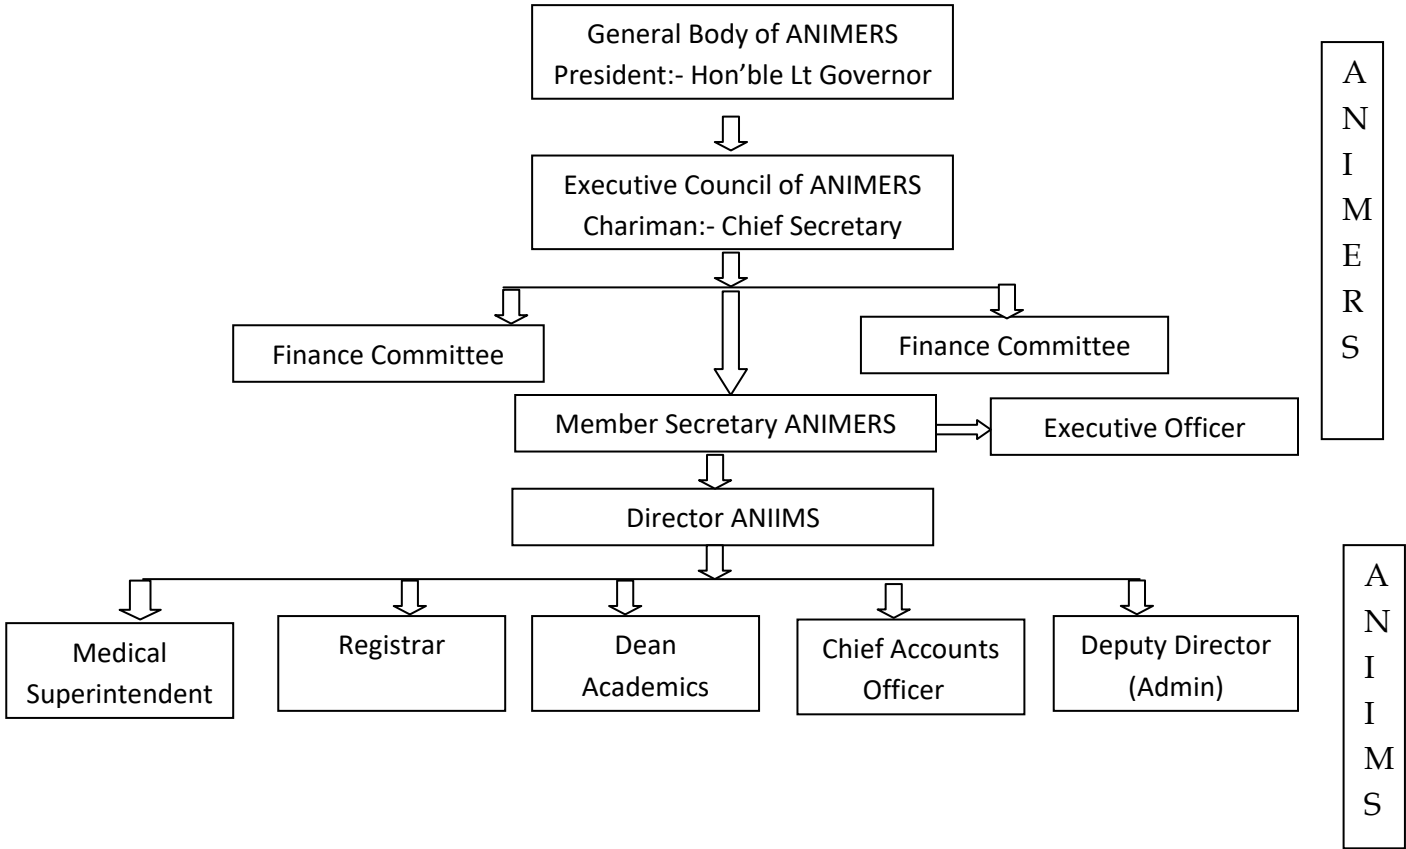 General Body of ANIMERS
President:- Hon’ble Lt Governor
Executive Council of ANIMERS
Chariman:- Chief Secretary
Finance Committee
Finance Committee
Member Secretary ANIMERS
Executive Officer
Director ANIIMS
Medical
Superintendent
Registrar
Dean
Academics
Chief Accounts
Officer
Deputy Director
(Admin)
A
N
I
M
E
R
S
A
N
I
I
M
S